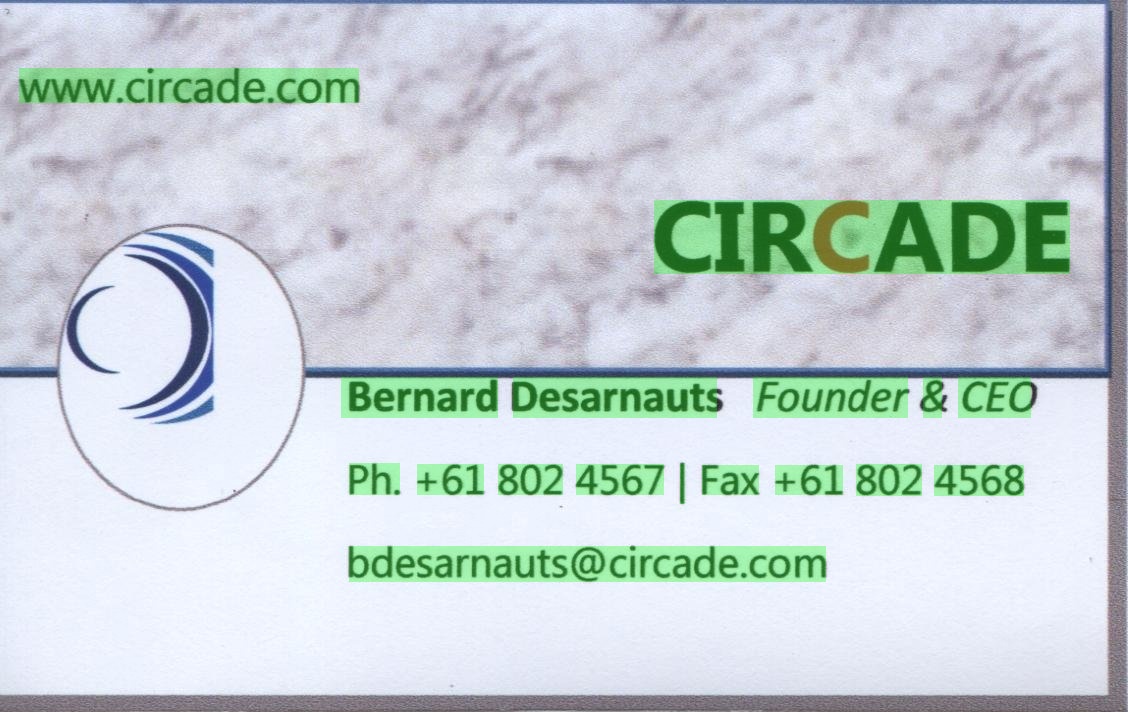 www.circade.com
CIRCADE
Bernard Desarnauts Founder & CEO
Ph. +61 802 4567 | Fax +61 802 4568
bdesarnauts@circade.com